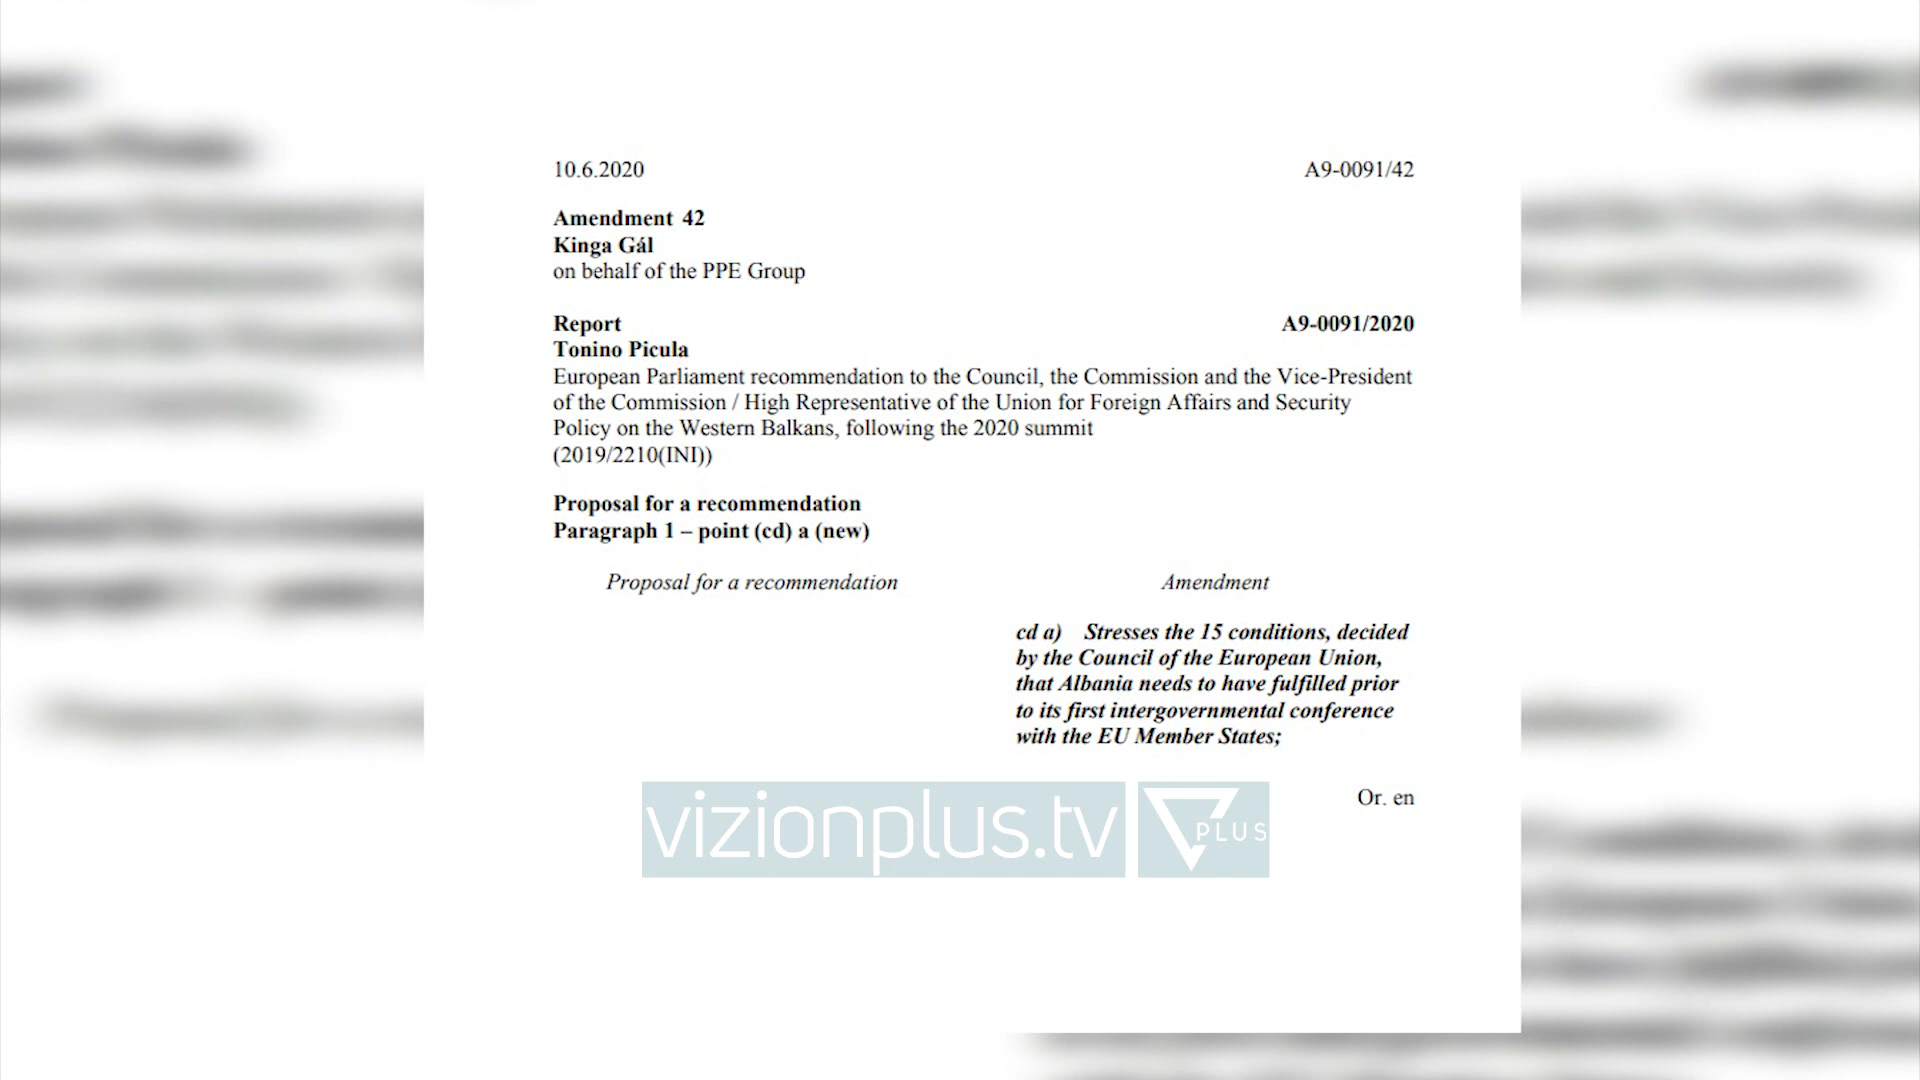 10.6.2020 A9-0091/42
Amendment 42
Kinga Gál
on behalf of the PPE Group
Report A9-0091/2020
Tonino Picula
European Parliament recommendation to the Council, the Commission and the Vice-President
of the Commission / High Representative of the Union for Foreign Affairs and Security
Policy on the Western Balkans, following the 2020 summit
(2019/2210(INI))
Proposal for a recommendation
Paragraph 1 – point (cd) a (new)
Proposal for a recommendation Amendment
cd a) Stresses the 15 conditions, decided
by the Council of the European Union,
that Albania needs to have fulfilled prior
to its first intergovernmental conference
with the EU Member States;
Or. en
vizionplus.tv PLUS